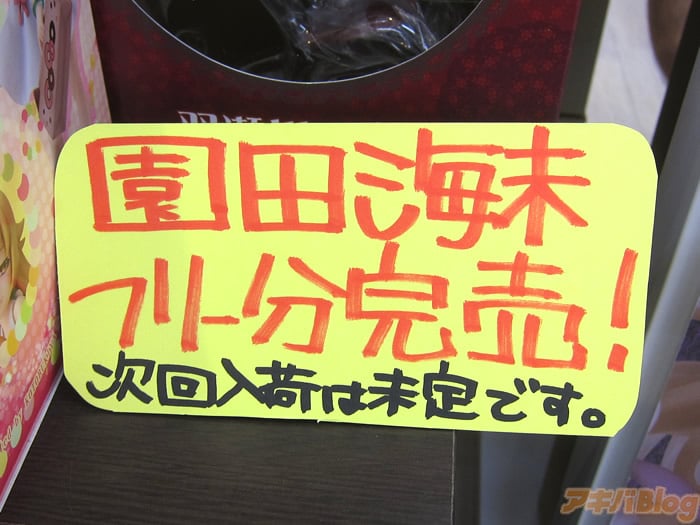 園田海未
フリー分完売！
次回入荷は未定です。
アキバBlog